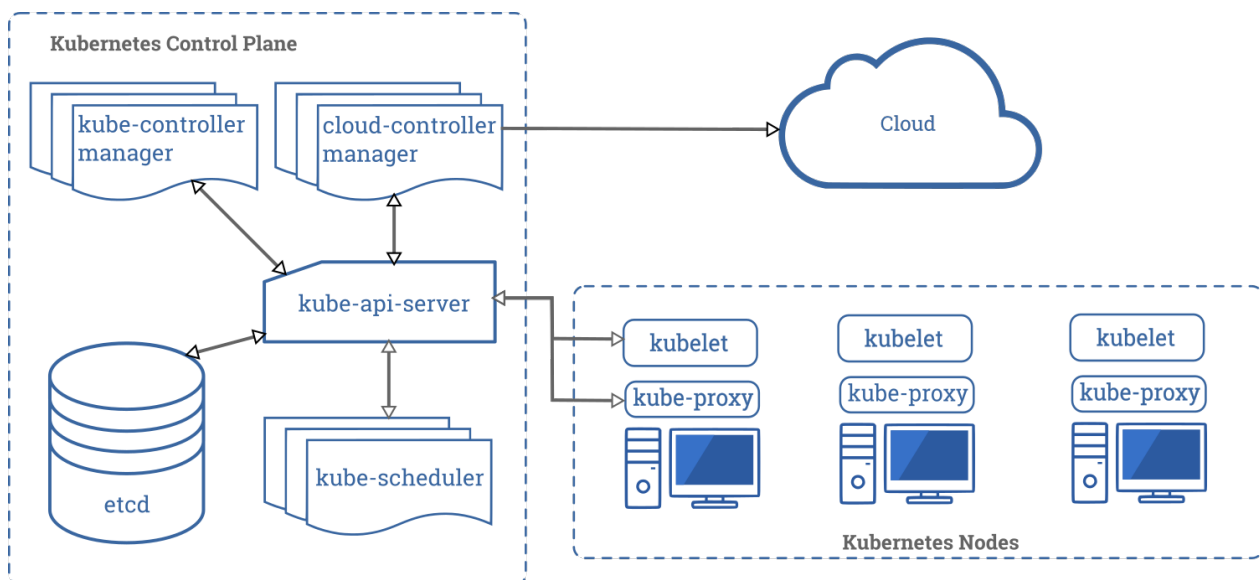 Kubernetes Control Plane
kube-controller
manager
cloud-controller
manager
Cloud
kube-api-server
etcd
kube-scheduler
kubelet
kubelet
kubelet
kube-proxy
kube-proxy
kube-proxy
Kubernetes Nodes